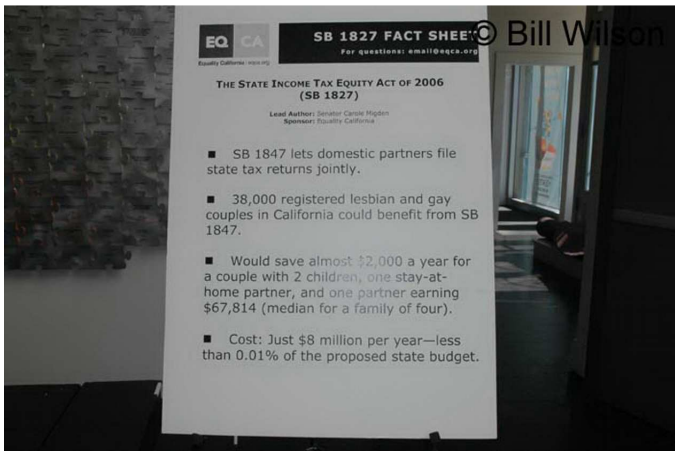 © Bill Wilson
EQ CA
Equality California / eqca.org
SB 1827 FACT SHEET
For questions: email@eqca.org
THE STATE INCOME TAX EQUITY ACT OF 2006
(SB 1827)
Lead Author: Senator Carole Migden
Sponsor: Equality California
■ SB 1847 lets domestic partners file
state tax returns jointly.
■ 38,000 registered lesbian and gay
couples in California could benefit from SB
1847.
■ Would save almost $2,000 a year for
a couple with 2 children, one stay-at-
home partner, and one partner earning
$67,814 (median for a family of four).
■ Cost: Just $8 million per year—less
than 0.01% of the proposed state budget.